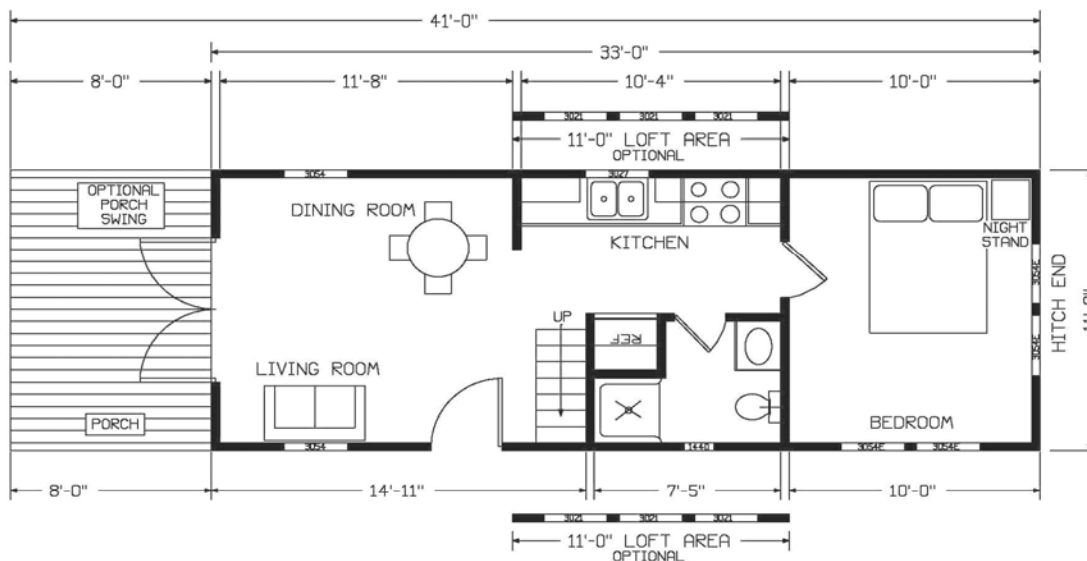 41'-0"
33'-0"
8'-0"
11'-8"
10'-4"
10'-0"
3021
3021
3021
11'-0" LOFT AREA
OPTIONAL
3054
3027
OPTIONAL
PORCH
SWING
DINING ROOM
KITCHEN
NIGHT
STAND
3054E
HITCH END
UP
REF
3054E
LIVING ROOM
PORCH
BEDROOM
3054
1440
3054E
3054E
8'-0"
14'-11"
7'-5"
10'-0"
3021
3021
3021
11'-0" LOFT AREA
OPTIONAL